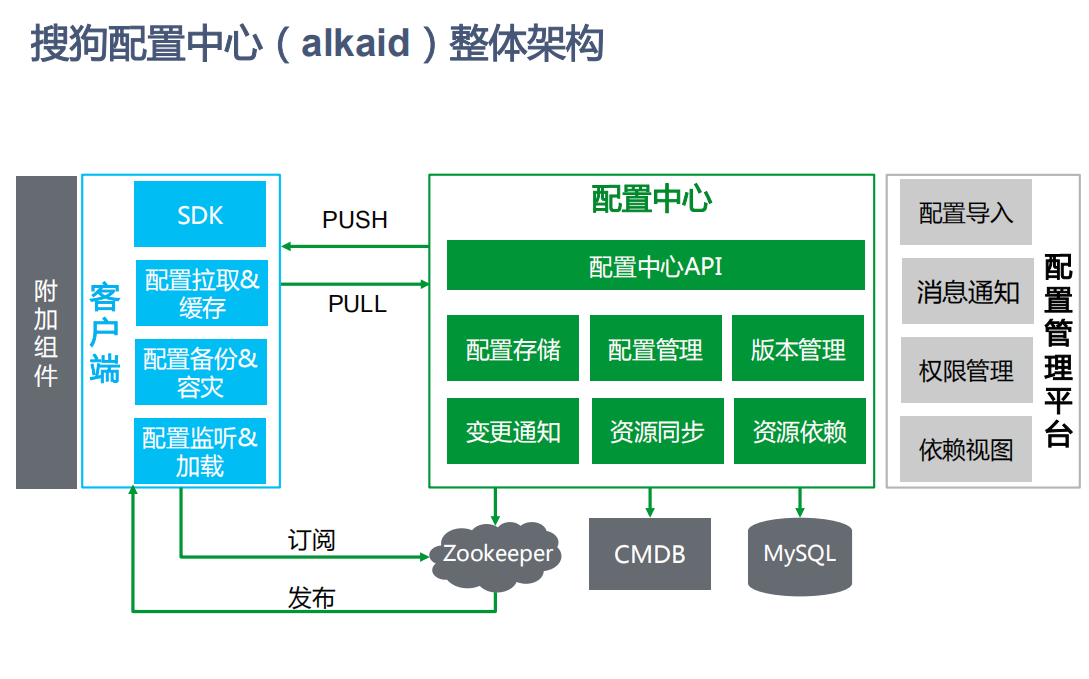 搜狗配置中心（alkaid）整体架构
附
加
组
件
客
户
端
SDK
配置拉取&
缓存
配置备份&
容灾
配置监听&
加载
PUSH
PULL
配置中心
配置中心API
配置存储
配置管理
版本管理
变更通知
资源同步
资源依赖
配置导入
消息通知
权限管理
依赖视图
配
置
管
理
平
台
订阅
发布
Zookeeper
CMDB
MySQL